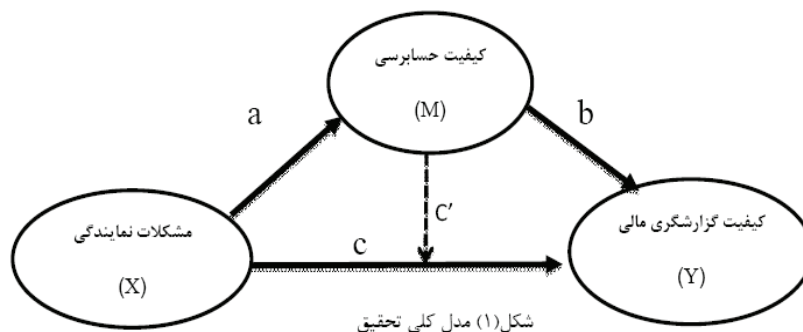 کیفیت حسابرسی
(M)
a
b
C′
مشکلات نمایندگی
(X)
c
کیفیت گزارشگری مالی
(Y)
شکل(۱) مدل کلی تحقیق